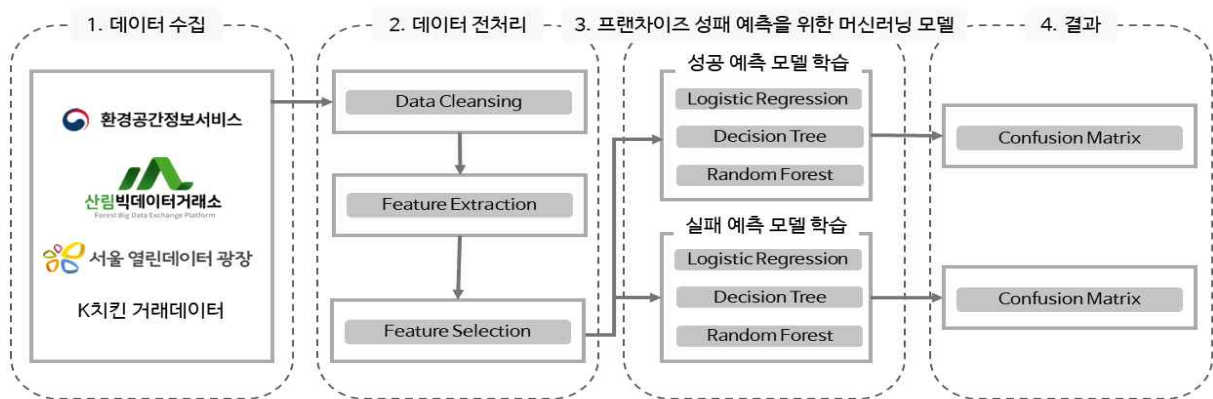 1. 데이터 수집
환경공간정보서비스
산림빅데이터거래소
Forest Big Data Exchange Platform
서울 열린데이터 광장
K치킨 거래데이터
2. 데이터 전처리
Data Cleansing
Feature Extraction
Feature Selection
3. 프랜차이즈 성패 예측을 위한 머신러닝 모델
성공 예측 모델 학습
Logistic Regression
Decision Tree
Random Forest
실패 예측 모델 학습
Logistic Regression
Decision Tree
Random Forest
4. 결과
Confusion Matrix
Confusion Matrix